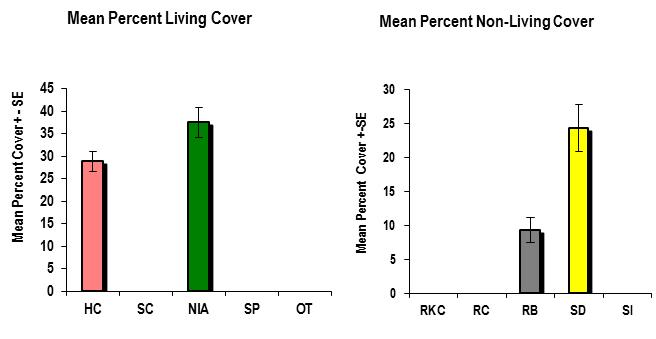 Mean Percent Living Cover
Mean Percent Cover + - SE
45
40
35
30
25
20
15
10
5
0
HC SC NIA SP OT
Mean Percent Non-Living Cover
Mean Percent Cover +-SE
30
25
20
15
10
5
0
RKC RC RB SD SI